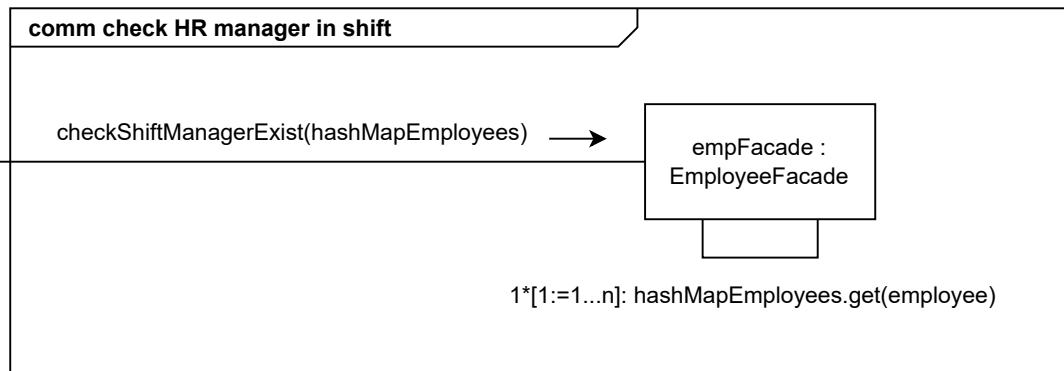 comm check HR manager in shift
checkShiftManagerExist(hashMapEmployees)
empFacade :
EmployeeFacade
1*[1:=1...n]: hashMapEmployees.get(employee)